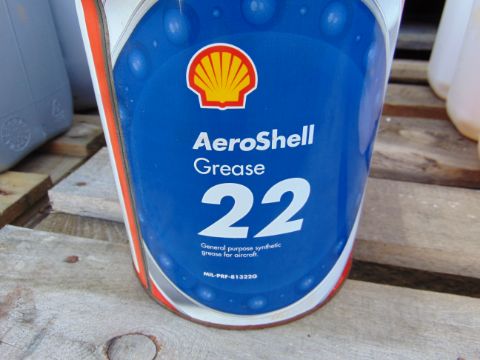 AeroShell
Grease
22
General purpose synthetic
grease for aircraft.
MIL-PRF-81322G